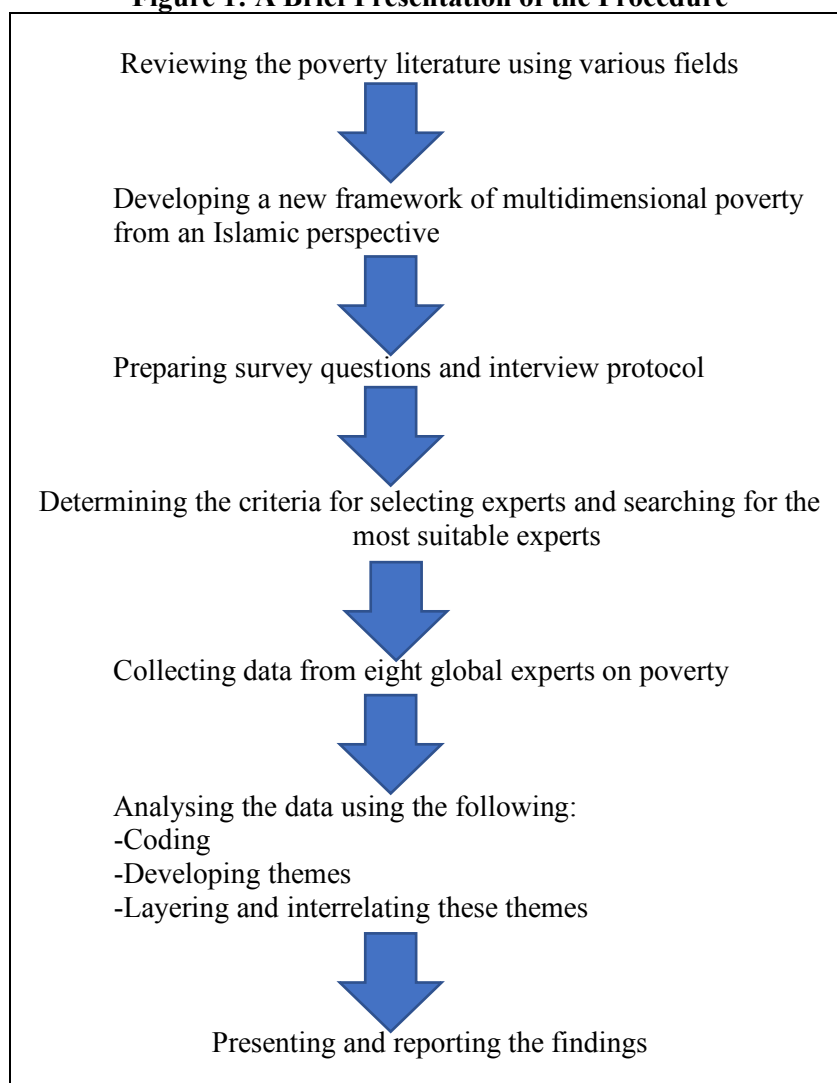 Figure 1: A Brief Presentation of the Procedure
Reviewing the poverty literature using various fields
Developing a new framework of multidimensional poverty
from an Islamic perspective
Preparing survey questions and interview protocol
Determining the criteria for selecting experts and searching for the
most suitable experts
Collecting data from eight global experts on poverty
Analysing the data using the following:
-Coding
-Developing themes
-Layering and interrelating these themes
Presenting and reporting the findings